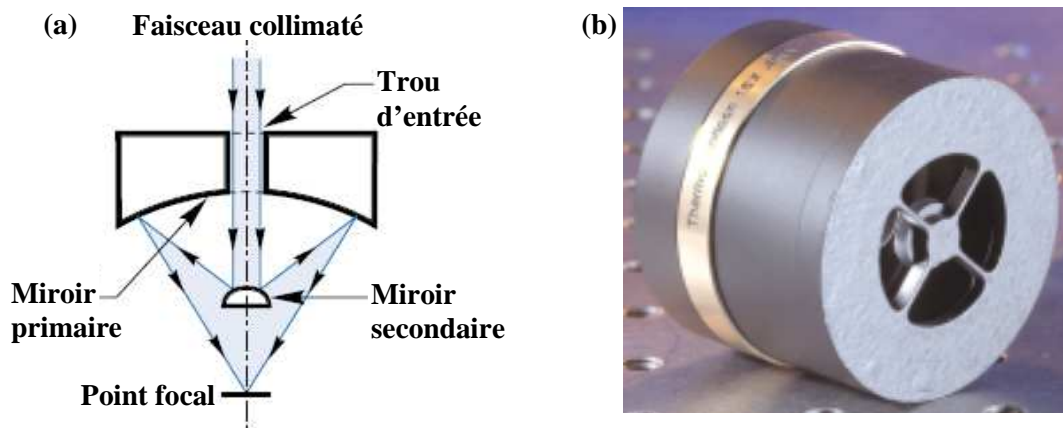 (a)
Faisceau collimaté
(b)
Trou
d’entrée
Miroir
primaire
Miroir
secondaire
Point focal